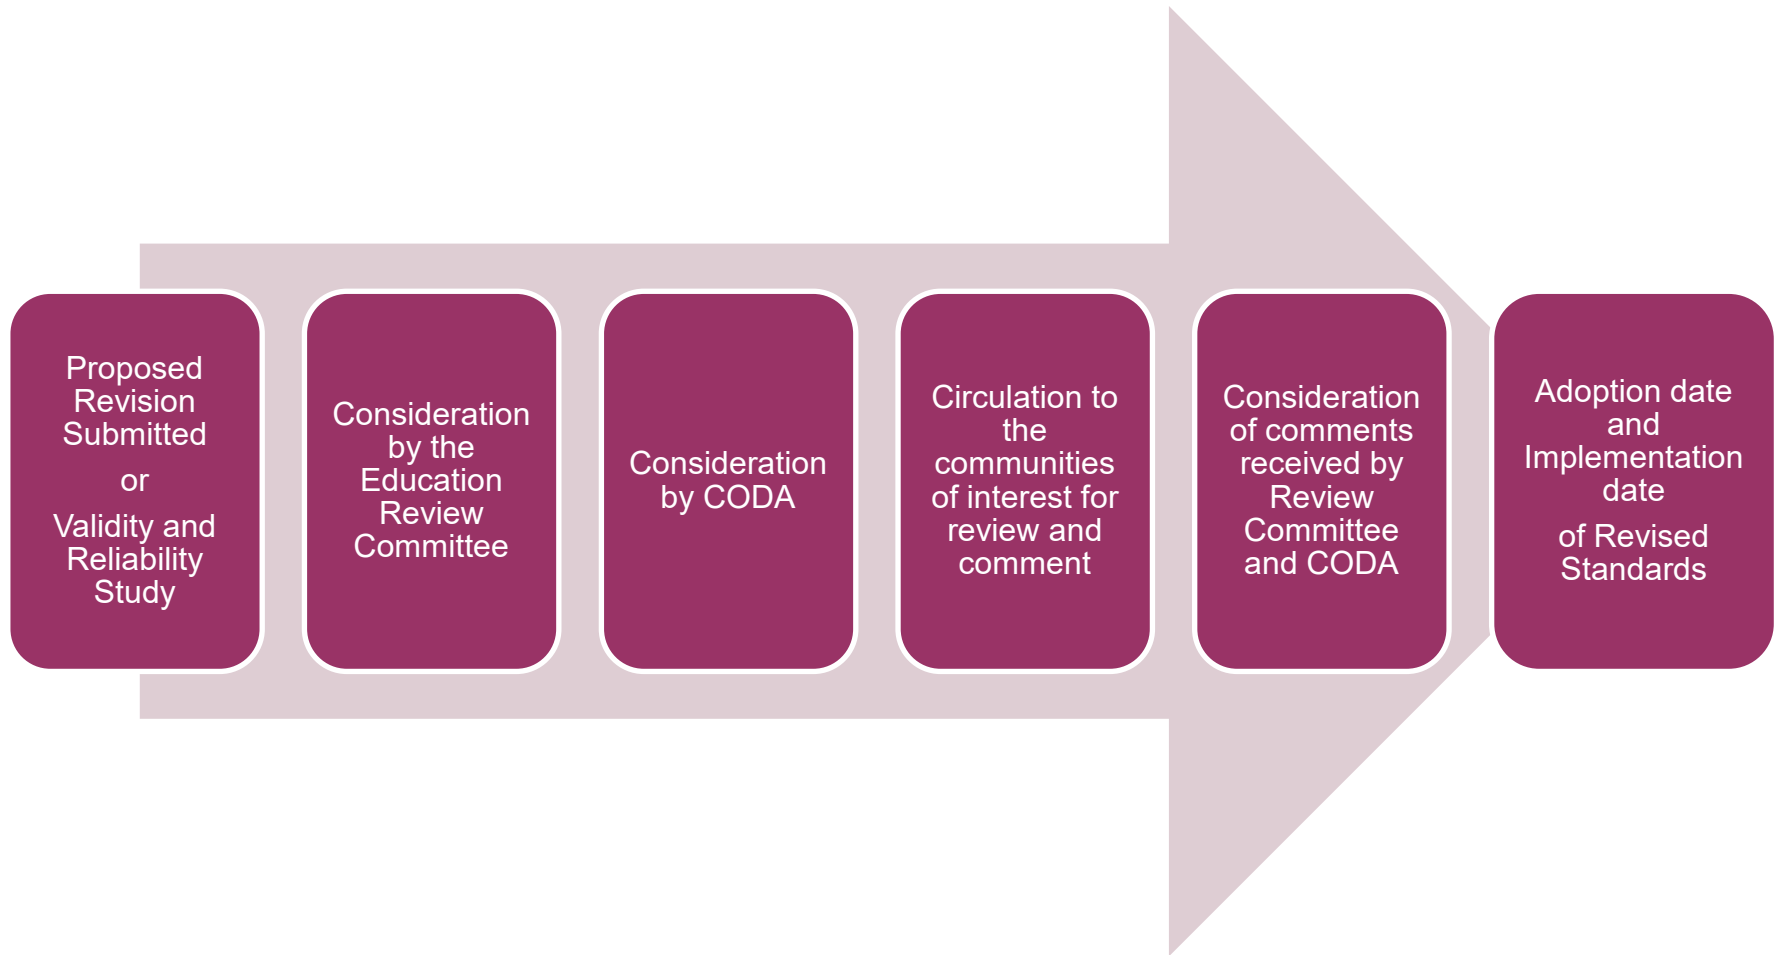 Proposed
Revision
Submitted
or
Validity and
Reliability
Study
Consideration
by the
Education
Review
Committee
Consideration
by CODA
Circulation to
the
communities
of interest for
review and
comment
Consideration
of comments
received by
Review
Committee
and CODA
Adoption date
and
Implementation
date
of Revised
Standards